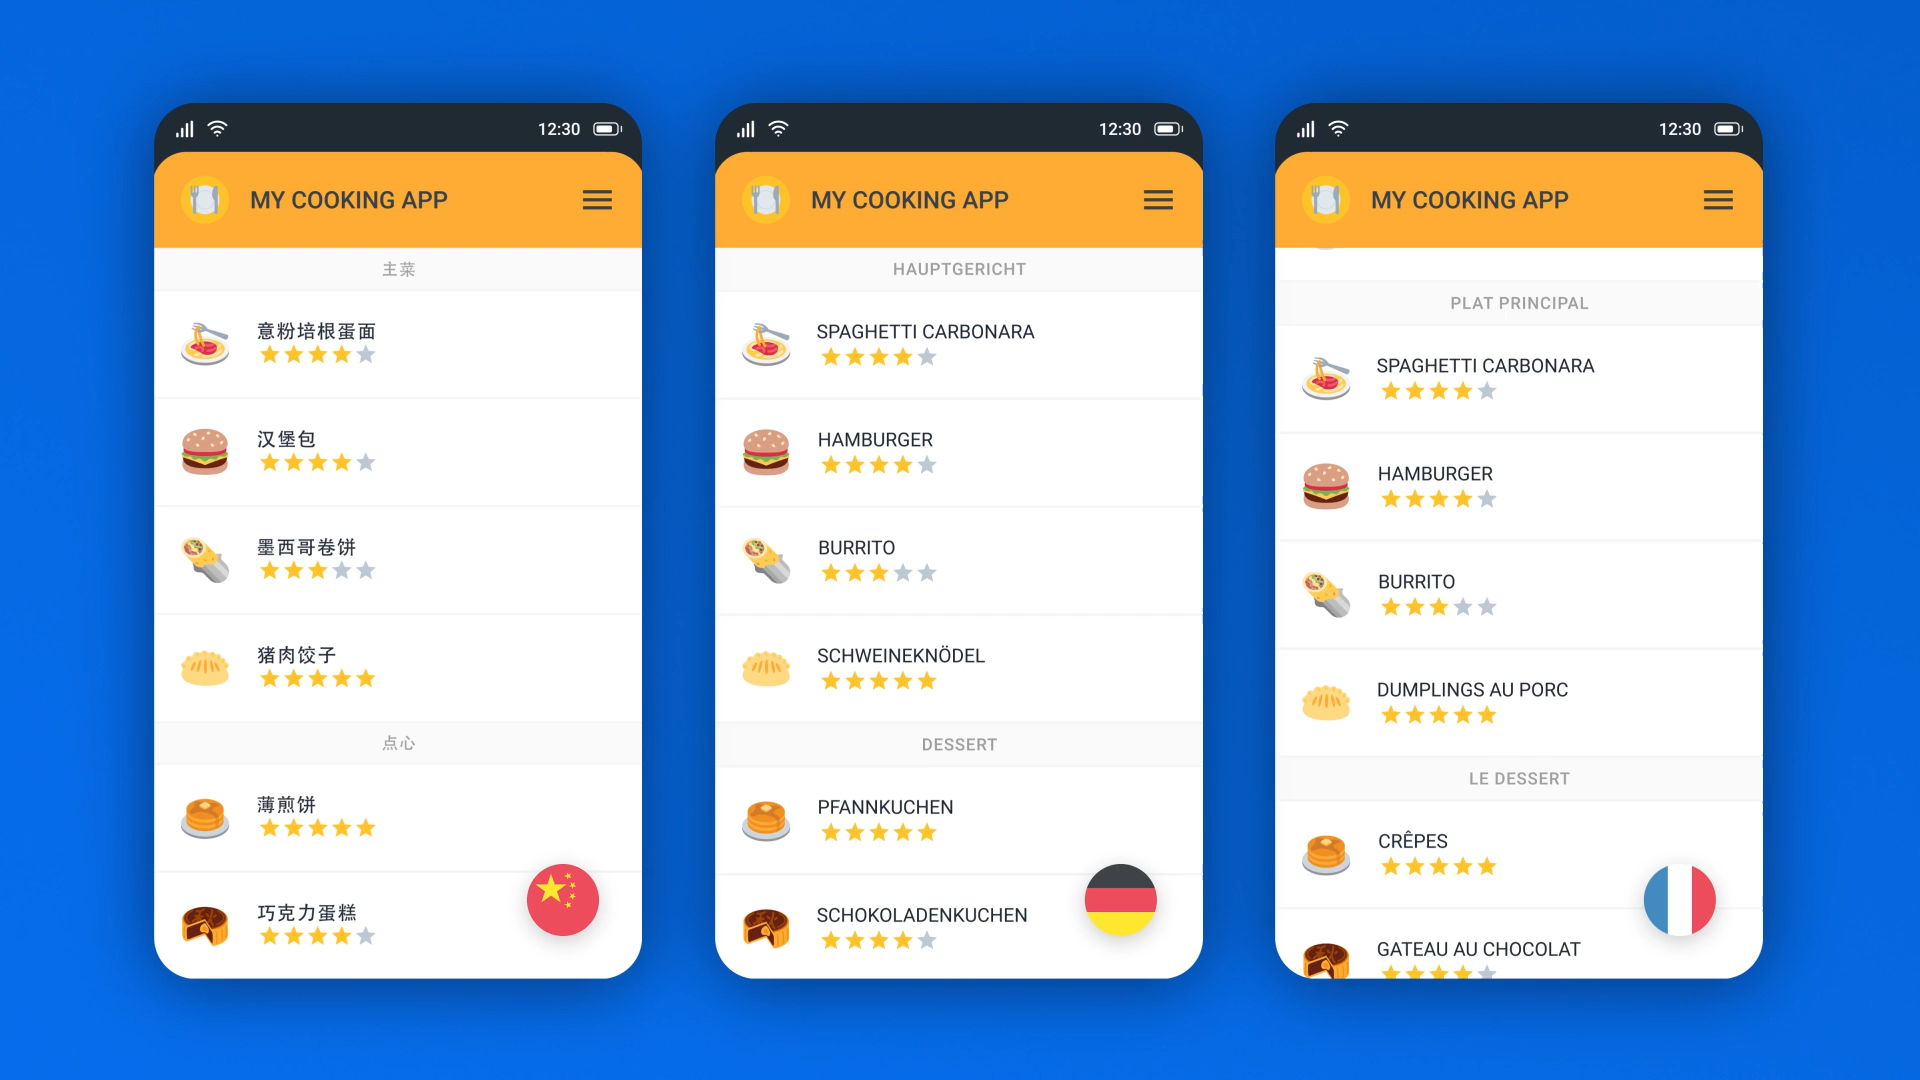 12:30
MY COOKING APP
主菜
意粉培根蛋面
汉堡包
墨西哥卷饼
猪肉饺子
点心
薄煎饼
巧克力蛋糕
12:30
MY COOKING APP
HAUPTGERICHT
SPAGHETTI CARBONARA
HAMBURGER
BURRITO
SCHWEINEKNÖDEL
DESSERT
PFANNKUCHEN
SCHOKOLADENKUCHEN
12:30
MY COOKING APP
PLAT PRINCIPAL
SPAGHETTI CARBONARA
HAMBURGER
BURRITO
DUMPLINGS AU PORC
LE DESSERT
CRÊPES
GATEAU AU CHOCOLAT